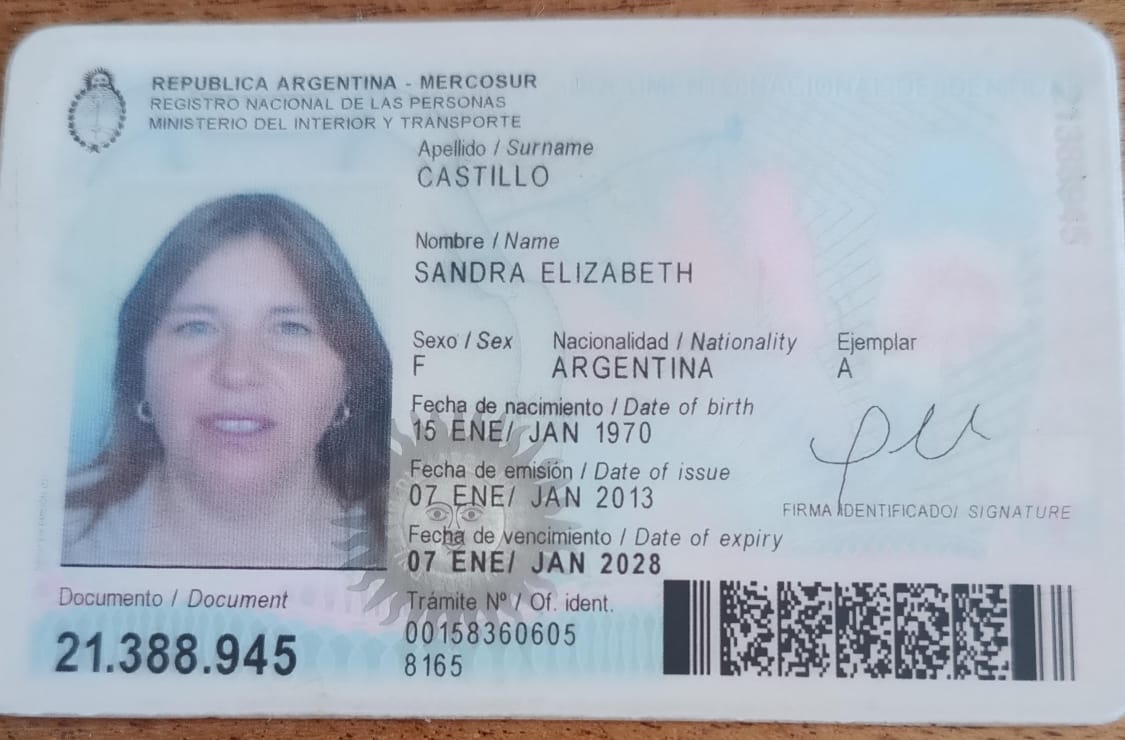 REPUBLICA ARGENTINA - MERCOSUR
REGISTRO NACIONAL DE LAS PERSONAS
MINISTERIO DEL INTERIOR Y TRANSPORTE
Apellido / Surname
CASTILLO
Nombre / Name
SANDRA ELIZABETH
Sexo / Sex Nacionalidad / Nationality Ejemplar
F ARGENTINA A
Fecha de nacimiento / Date of birth
15 ENE/ JAN 1970
Fecha de emisión / Date of issue
07 ENE/ JAN 2013
FIRMA IDENTIFICADO/ SIGNATURE
Fecha de vencimiento / Date of expiry
07 ENE/ JAN 2028
Documento / Document
21.388.945
Trámite Nº / Of. ident.
00158360605
8165
21388945